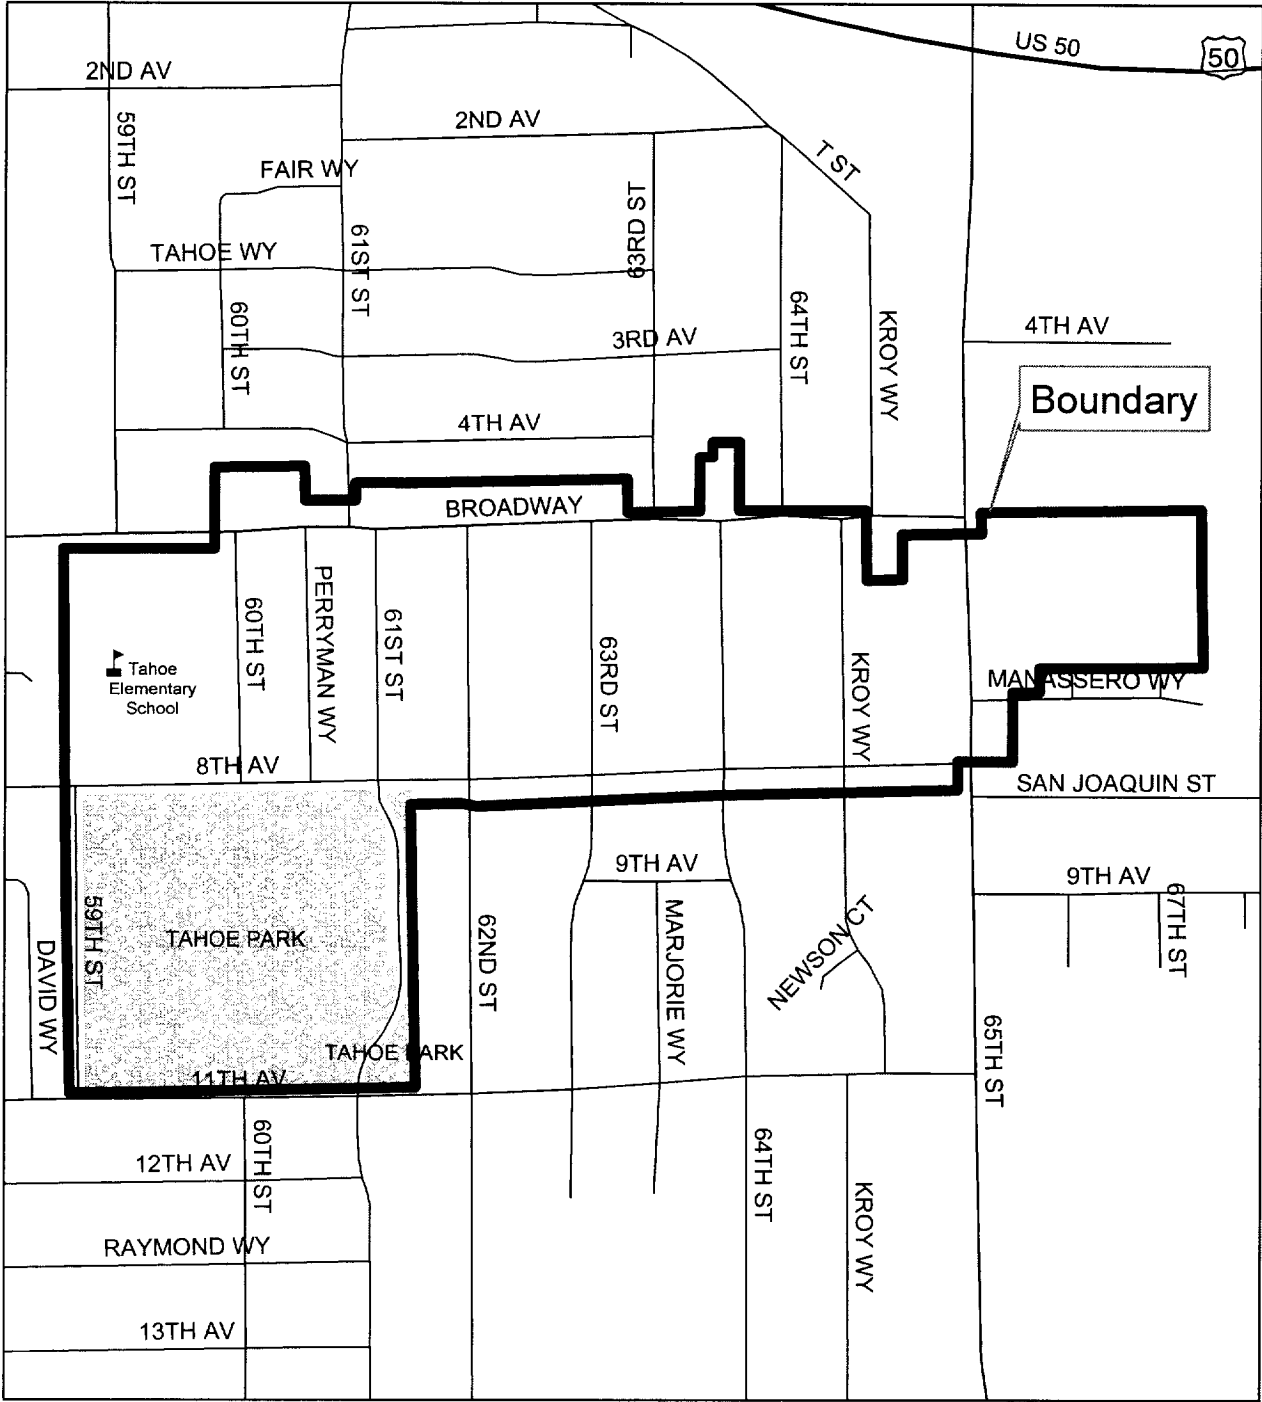 US 50
50
2ND AV
2ND AV
59TH ST
T ST
FAIR WY
63RD ST
61ST ST
TAHOE WY
60TH ST
64TH ST
KROY WY
4TH AV
3RD AV
Boundary
4TH AV
BROADWAY
60TH ST
PERRYMAN WY
61ST ST
63RD ST
KROY WY
Tahoe
Elementary
School
MANASSERO WY
8TH AV
SAN JOAQUIN ST
9TH AV
9TH AV
67TH ST
59TH ST
TAHOE PARK
62ND ST
MARJORIE WY
NEWSON CT
DAVID WY
65TH ST
TAHOE PARK
11TH AV
60TH ST
12TH AV
64TH ST
KROY WY
RAYMOND WY
13TH AV